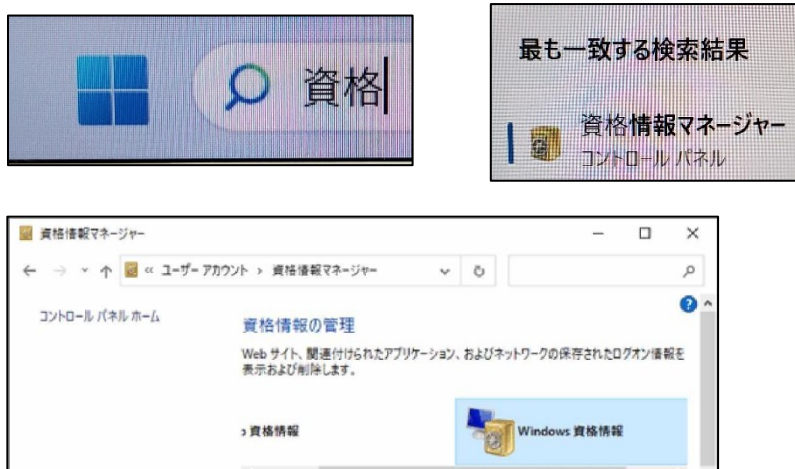 資格
最も一致する検索結果
資格情報マネージャー
コントロール パネル
資格情報マネージャー
« ユーザー アカウント › 資格情報マネージャー
コントロール パネル ホーム
資格情報の管理
Web サイト、関連付けられたアプリケーション、およびネットワークの保存されたログオン情報を
表示および削除します。
資格情報
Windows 資格情報